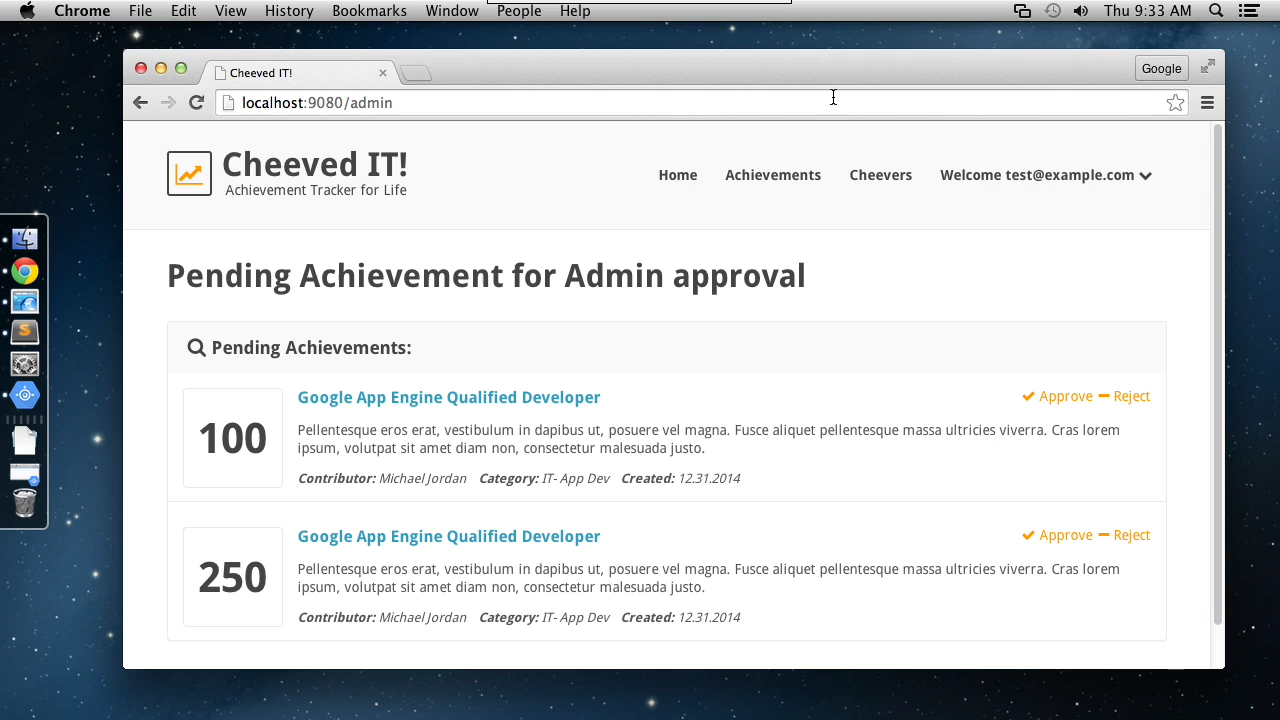 Chrome File Edit View History Bookmarks Window People Help Thu 9:33 AM
Cheeved IT! Google
localhost:9080/admin
Cheeved IT!
Achievement Tracker for Life
Home Achievements Cheevers Welcome test@example.com
Pending Achievement for Admin approval
Pending Achievements:
100
Google App Engine Qualified Developer
Approve Reject
Pellentesque eros erat, vestibulum in dapibus ut, posuere vel magna. Fusce aliquet pellentesque massa ultricies viverra. Cras lorem
ipsum, volutpat sit amet diam non, consectetur malesuada justo.
Contributor: Michael Jordan Category: IT- App Dev Created: 12.31.2014
250
Google App Engine Qualified Developer
Approve Reject
Pellentesque eros erat, vestibulum in dapibus ut, posuere vel magna. Fusce aliquet pellentesque massa ultricies viverra. Cras lorem
ipsum, volutpat sit amet diam non, consectetur malesuada justo.
Contributor: Michael Jordan Category: IT- App Dev Created: 12.31.2014